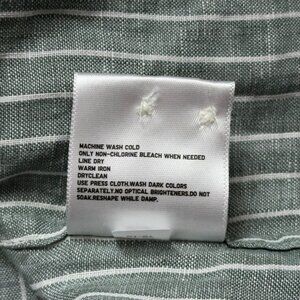 MACHINE WASH COLD
ONLY NON-CHLORINE BLEACH WHEN NEEDED
LINE DRY
WARM IRON
DRYCLEAN
USE PRESS CLOTH.WASH DARK COLORS
SEPARATELY.NO OPTICAL BRIGHTENERS.DO NOT
SOAK.RESHAPE WHILE DAMP.